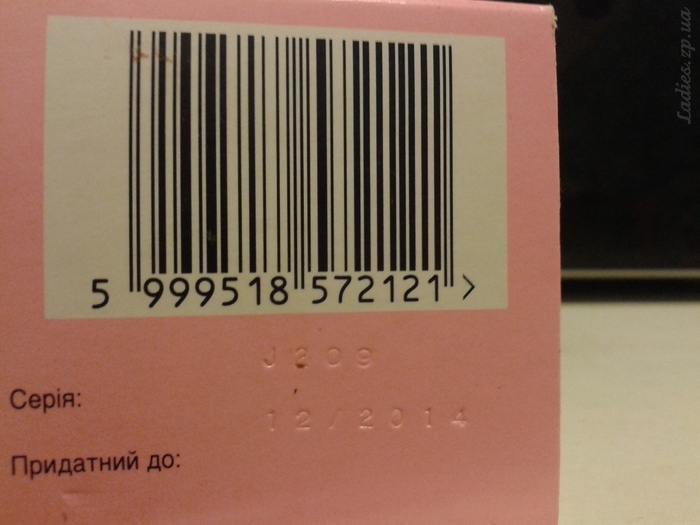 5 999518 572121 >
J209
Серія:
12/2014
Придатний до:
Ladies.zp.ua